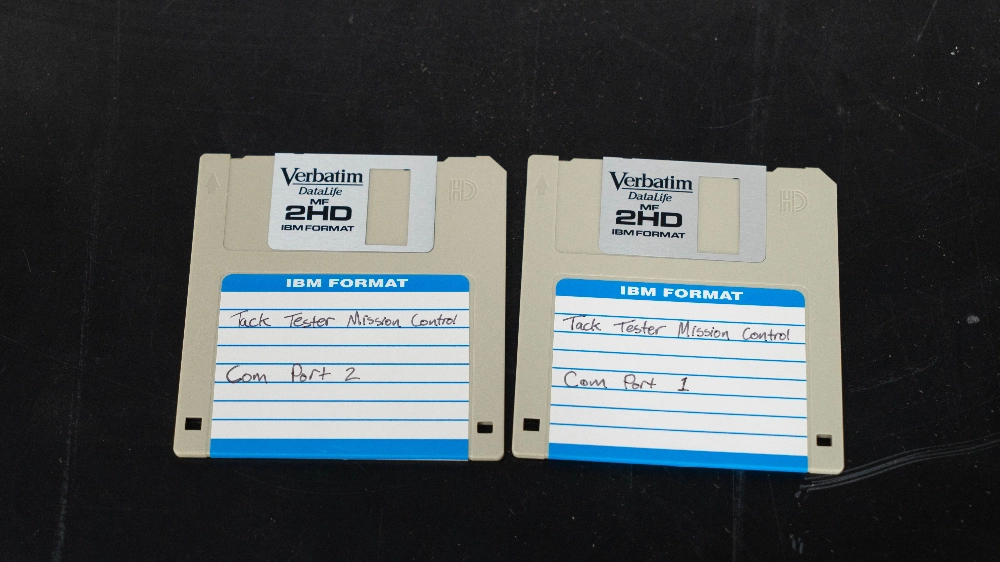 Verbatim
DataLife
MF
2HD
IBM FORMAT
HD
IBM FORMAT
Tack Tester Mission Control
Com Port 2
Verbatim
DataLife
MF
2HD
IBM FORMAT
HD
IBM FORMAT
Tack Tester Mission Control
Com Port 1